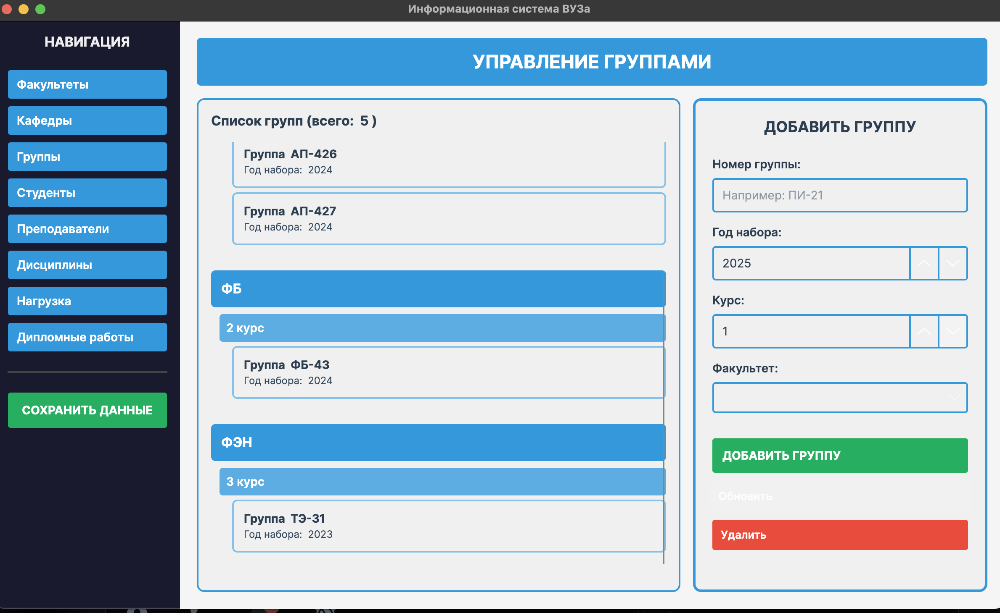 Информационная система ВУЗа
НАВИГАЦИЯ
Факультеты
Кафедры
Группы
Студенты
Преподаватели
Дисциплины
Нагрузка
Дипломные работы
СОХРАНИТЬ ДАННЫЕ
УПРАВЛЕНИЕ ГРУППАМИ
Список групп (всего: 5 )
Группа АП-426
Год набора: 2024
Группа АП-427
Год набора: 2024
ФБ
2 курс
Группа ФБ-43
Год набора: 2024
ФЭН
3 курс
Группа ТЭ-31
Год набора: 2023
ДОБАВИТЬ ГРУППУ
Номер группы:
Например: ПИ-21
Год набора:
2025
Курс:
1
Факультет:
ДОБАВИТЬ ГРУППУ
Обновить
Удалить